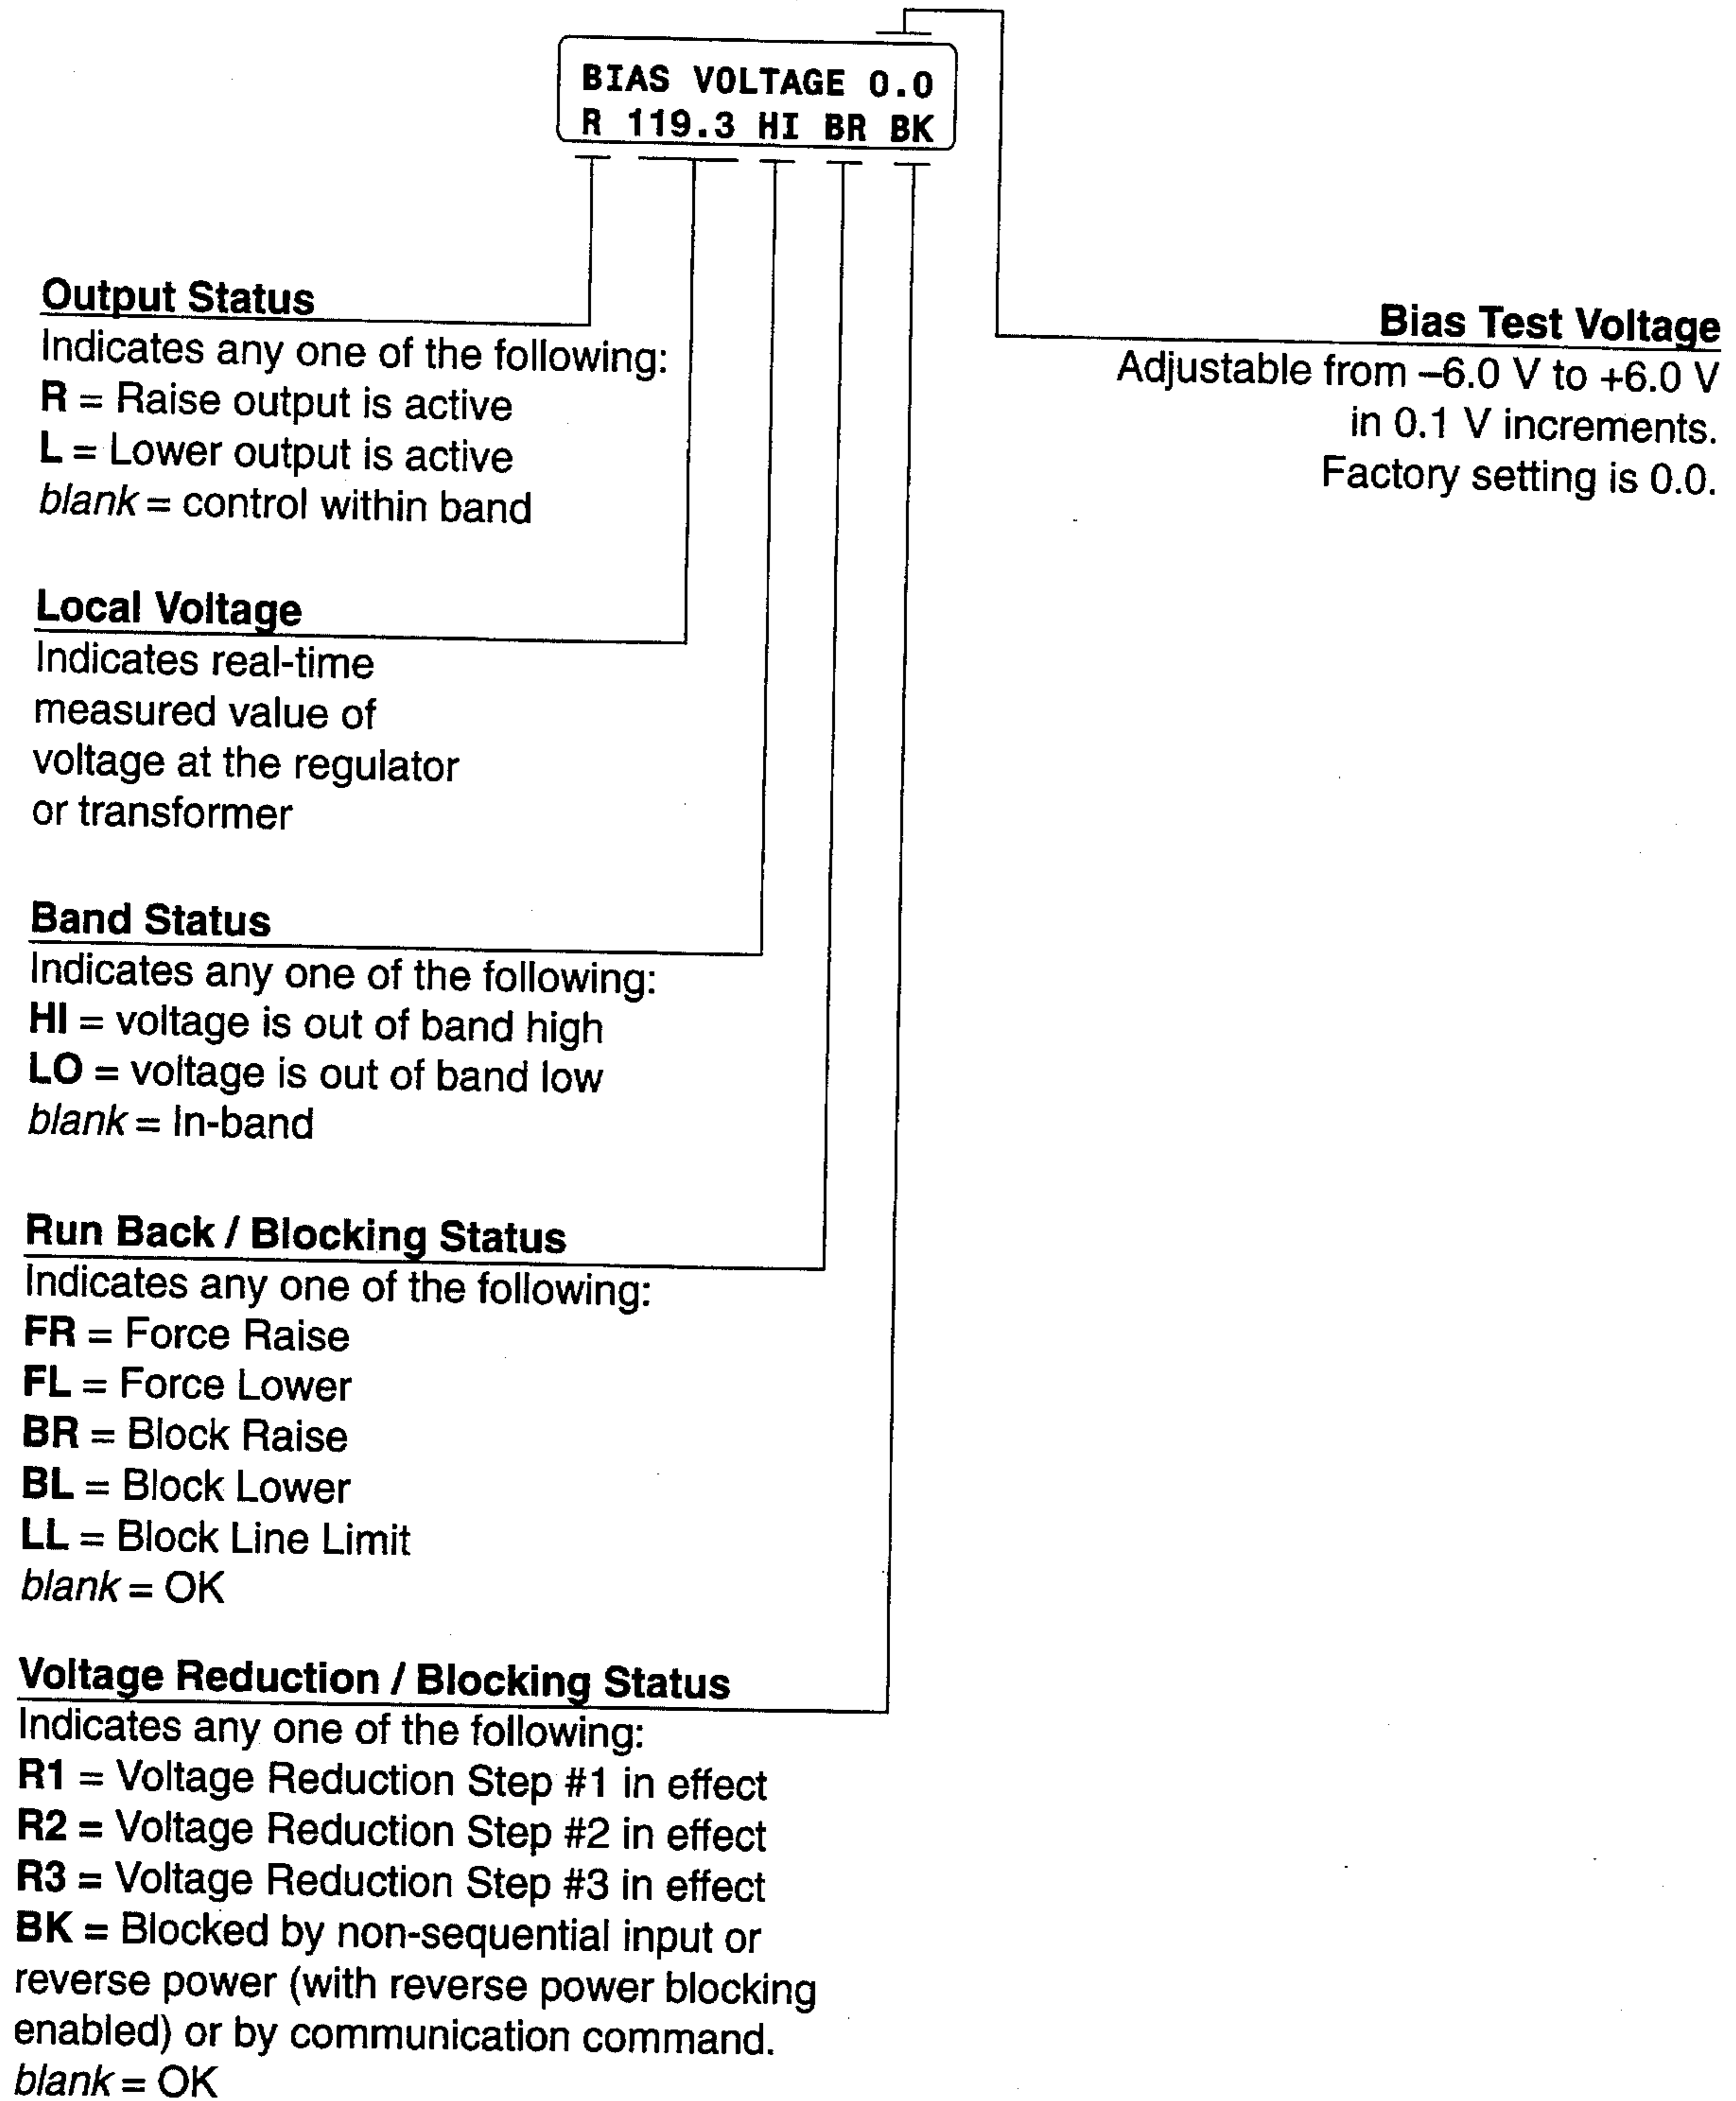 BIAS VOLTAGE 0.0
R 119.3 HI BR BK
Output Status
Indicates any one of the following:
R = Raise output is active
L = Lower output is active
blank = control within band
Bias Test Voltage
Adjustable from –6.0 V to +6.0 V
in 0.1 V increments.
Factory setting is 0.0.
Local Voltage
Indicates real-time
measured value of
voltage at the regulator
or transformer
Band Status
Indicates any one of the following:
HI = voltage is out of band high
LO = voltage is out of band low
blank = In-band
Run Back / Blocking Status
Indicates any one of the following:
FR = Force Raise
FL = Force Lower
BR = Block Raise
BL = Block Lower
LL = Block Line Limit
blank = OK
Voltage Reduction / Blocking Status
Indicates any one of the following:
R1 = Voltage Reduction Step #1 in effect
R2 = Voltage Reduction Step #2 in effect
R3 = Voltage Reduction Step #3 in effect
BK = Blocked by non-sequential input or
reverse power (with reverse power blocking
enabled) or by communication command.
blank = OK